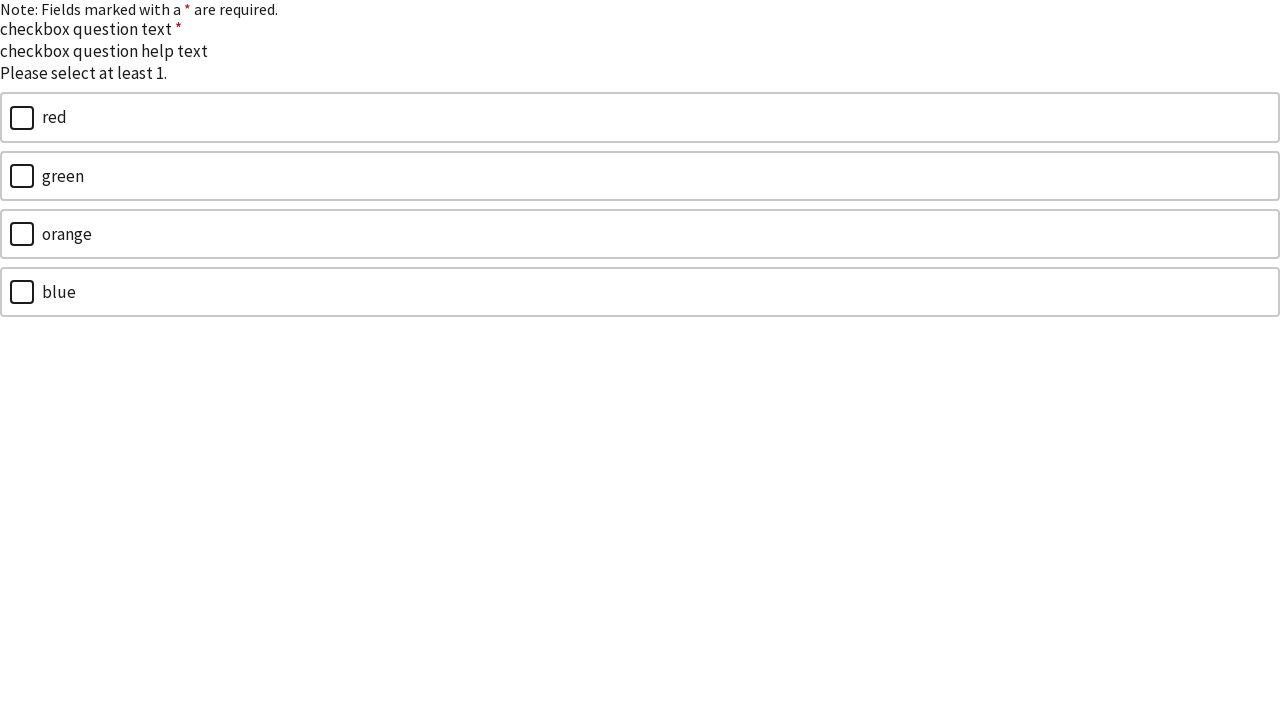 Note: Fields marked with a * are required.
checkbox question text *
checkbox question help text
Please select at least 1.
red
green
orange
blue